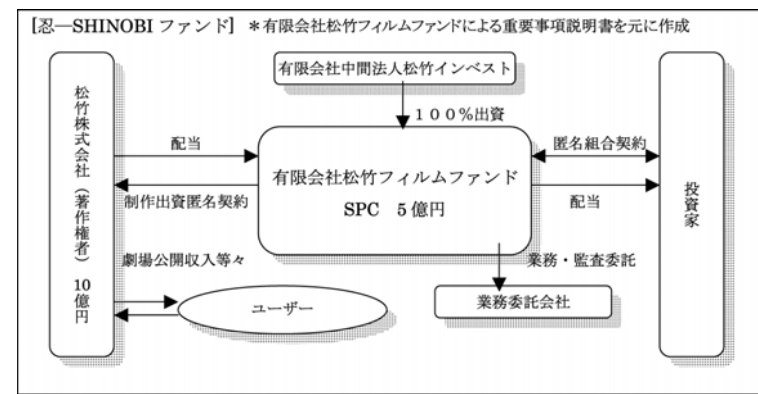 [忍―SHINOBI ファンド] *有限会社松竹フィルムファンドによる重要事項説明書を元に作成
有限会社中間法人松竹インベスト
100%出資
松竹株式会社(著作権者) 10億円
配当
制作出資匿名契約
有限会社松竹フィルムファンド
SPC 5億円
匿名組合契約
配当
投資家
劇場公開収入等々
ユーザー
業務・監査委託
業務委託会社